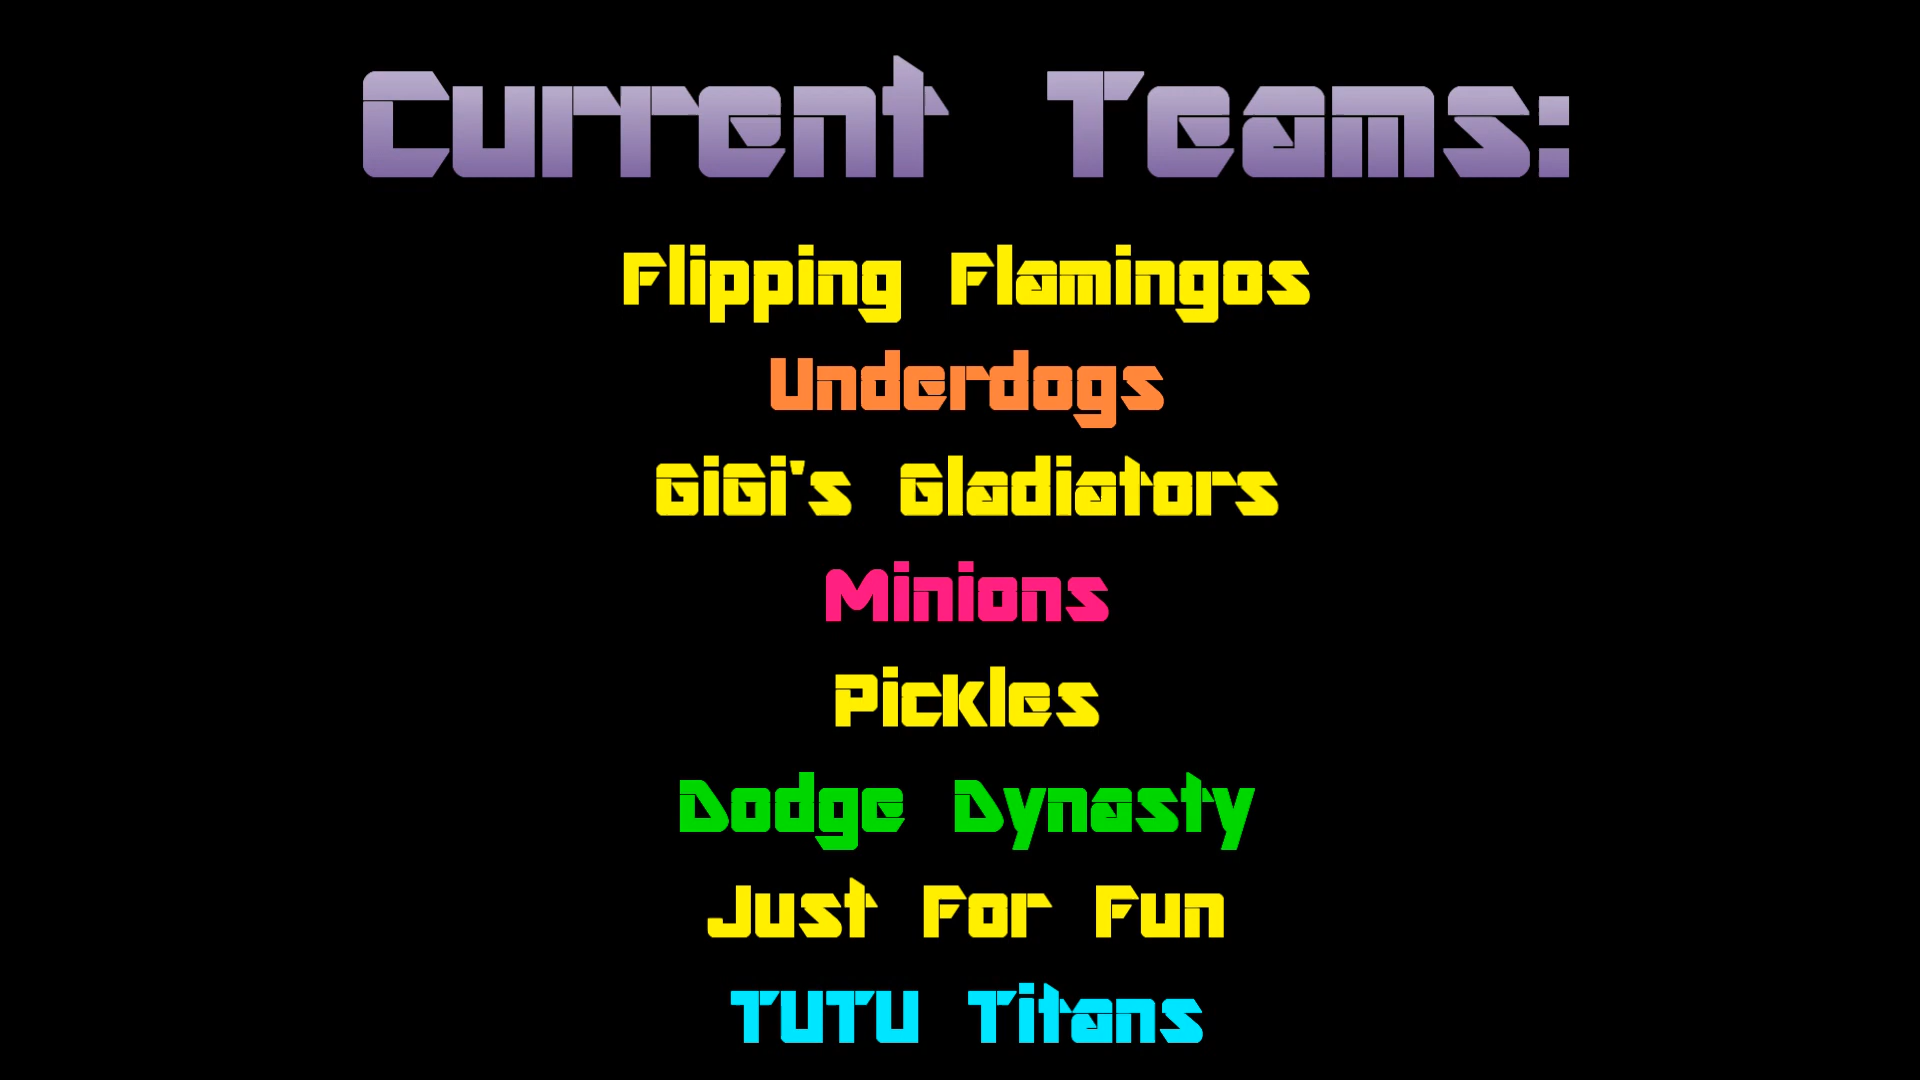 Current Teams:
Flipping Flamingos
Underdogs
GiGi's Gladiators
Minions
Pickles
Dodge Dynasty
Just For Fun
TUTU Titans